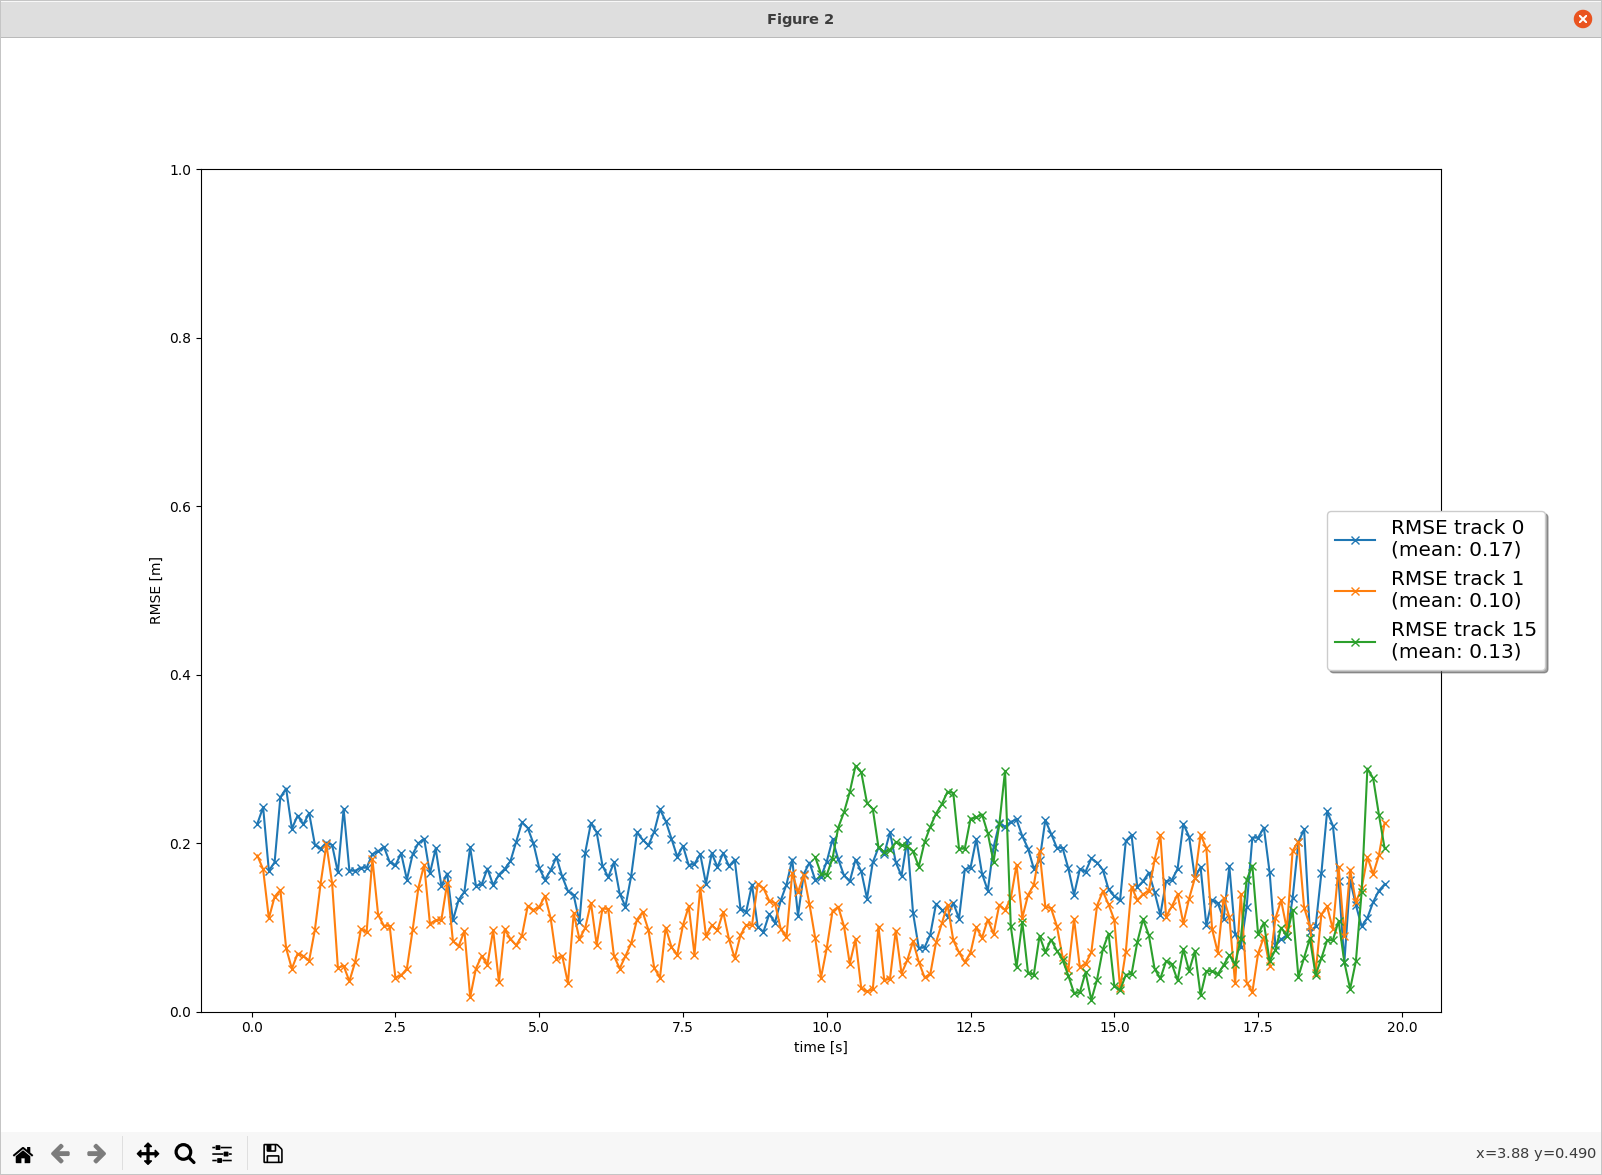 Figure 2
1.0
0.8
0.6
0.4
0.2
0.0
RMSE [m]
0.0 2.5 5.0 7.5 10.0 12.5 15.0 17.5 20.0
time [s]
RMSE track 0
(mean: 0.17)
RMSE track 1
(mean: 0.10)
RMSE track 15
(mean: 0.13)
x=3.88 y=0.490